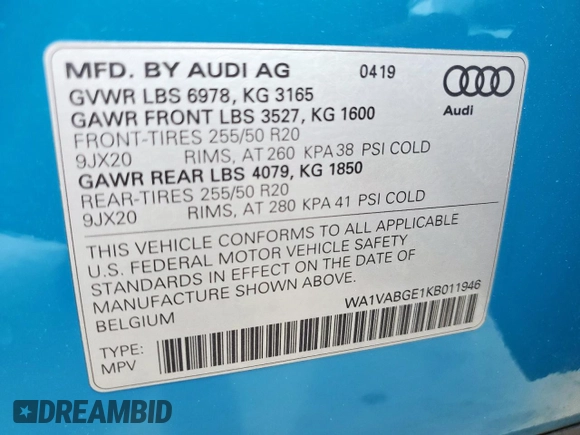 MFD. BY AUDI AG 0419
GVWR LBS 6978, KG 3165
GAWR FRONT LBS 3527, KG 1600
FRONT-TIRES 255/50 R20
9JX20 RIMS, AT 260 KPA 38 PSI COLD
GAWR REAR LBS 4079, KG 1850
REAR-TIRES 255/50 R20
9JX20 RIMS, AT 280 KPA 41 PSI COLD
Audi
THIS VEHICLE CONFORMS TO ALL APPLICABLE
U.S. FEDERAL MOTOR VEHICLE SAFETY
STANDARDS IN EFFECT ON THE DATE OF
MANUFACTURE SHOWN ABOVE.
BELGIUM WA1VABGE1KB011946
TYPE:
MPV
DREAMBID